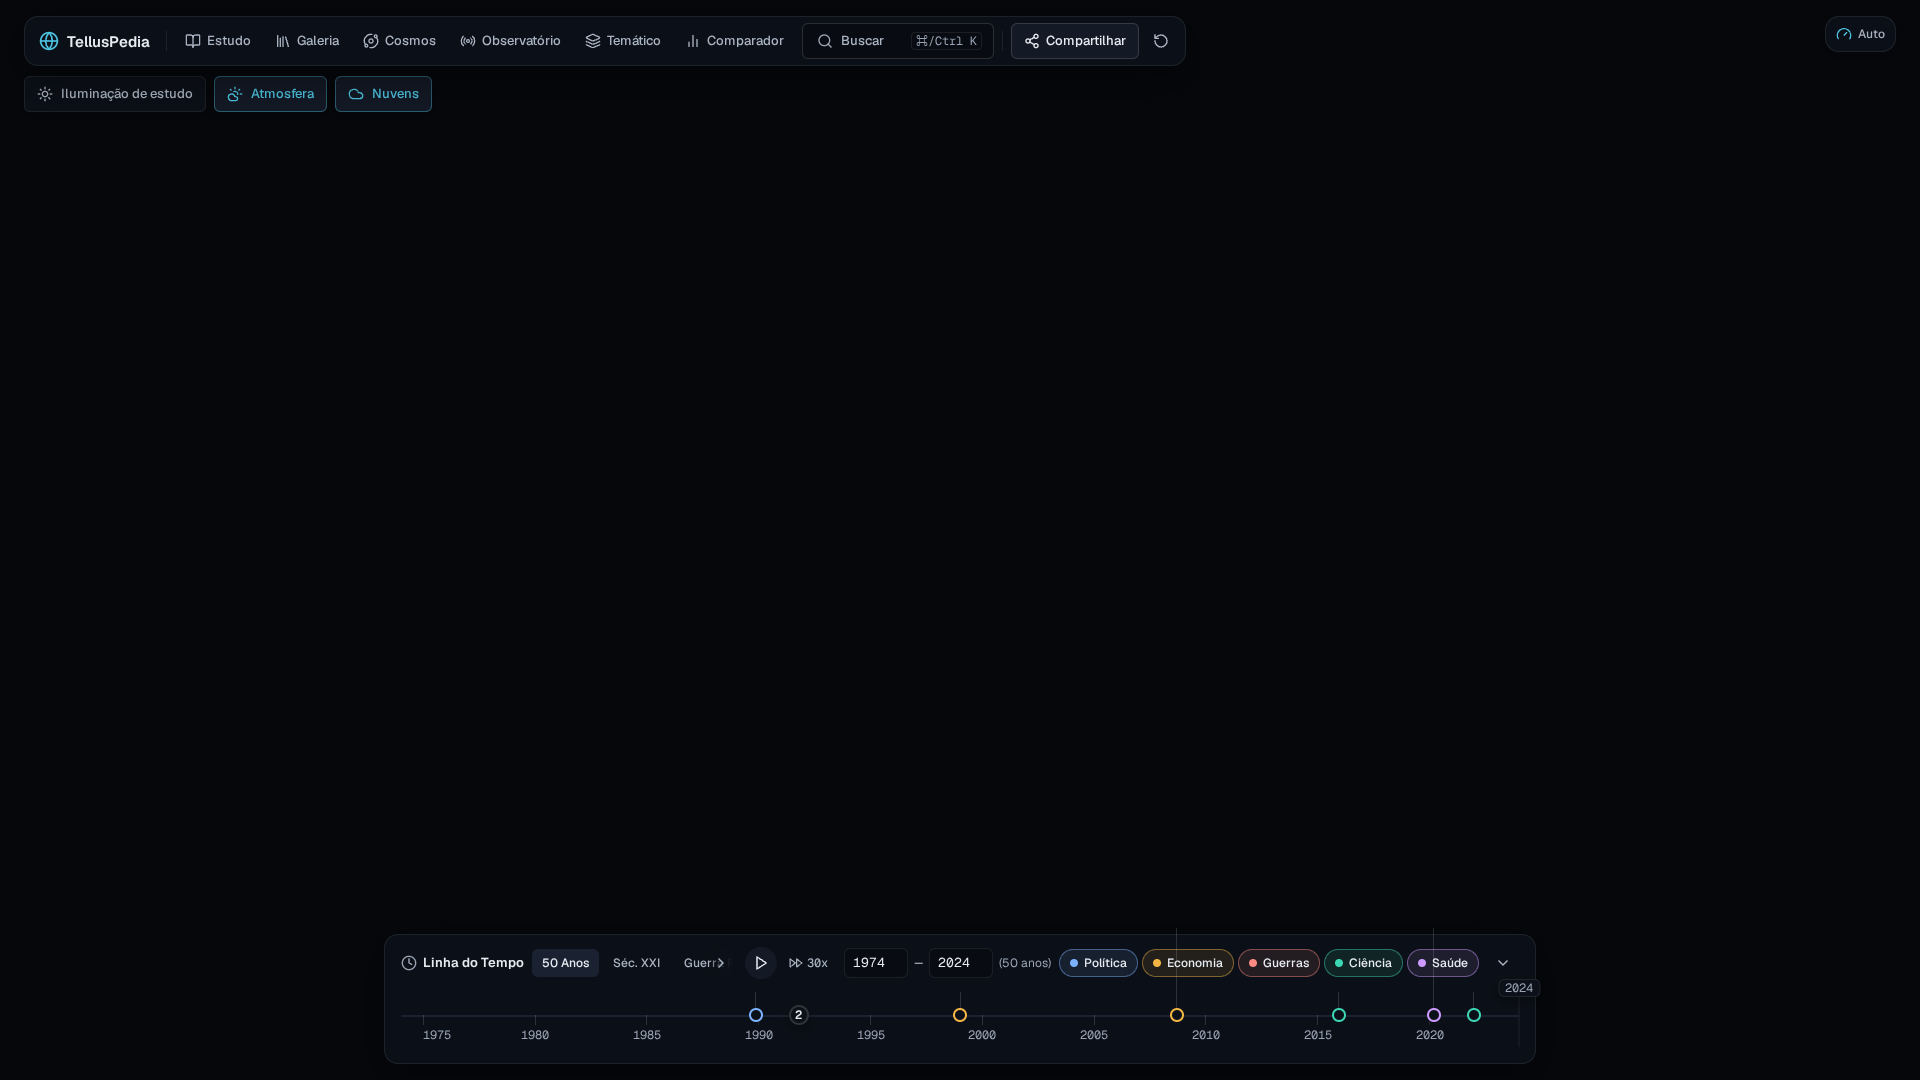 TellusPedia Estudo Galeria Cosmos Observatório Temático Comparador Buscar ⌘/Ctrl K Compartilhar Auto
Iluminação de estudo Atmosfera Nuvens
Linha do Tempo 50 Anos Séc. XXI Guerr 30x 1974 – 2024 (50 anos) Política Economia Guerras Ciência Saúde
2024
2
1975 1980 1985 1990 1995 2000 2005 2010 2015 2020